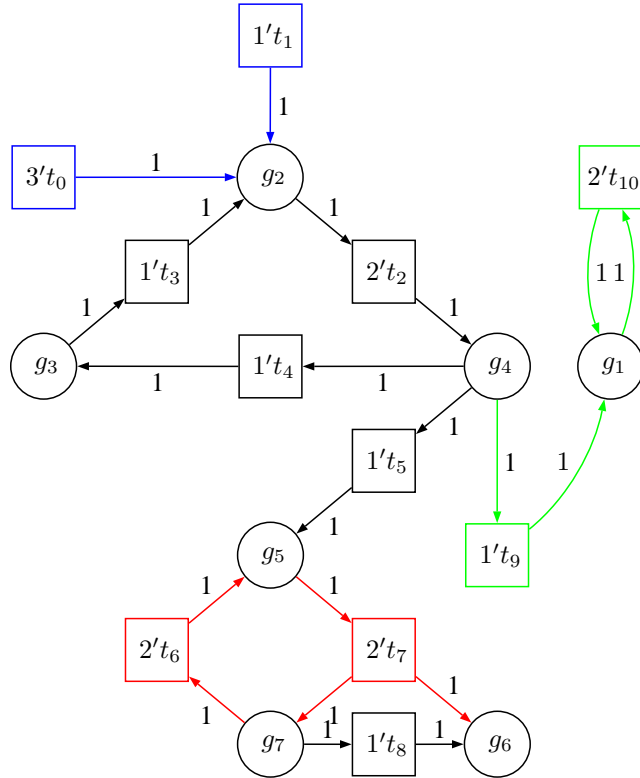 1′t₁
1
3′t₀
1
g₂
2′t₁₀
1
1
1′t₃
2′t₂
1 1
1
1
g₃
1′t₄
g₄
g₁
1
1
1
1′t₅
1
1
1
g₅
1′t₉
1
1
2′t₆
2′t₇
1
1
1
g₇
1
1′t₈
1
g₆